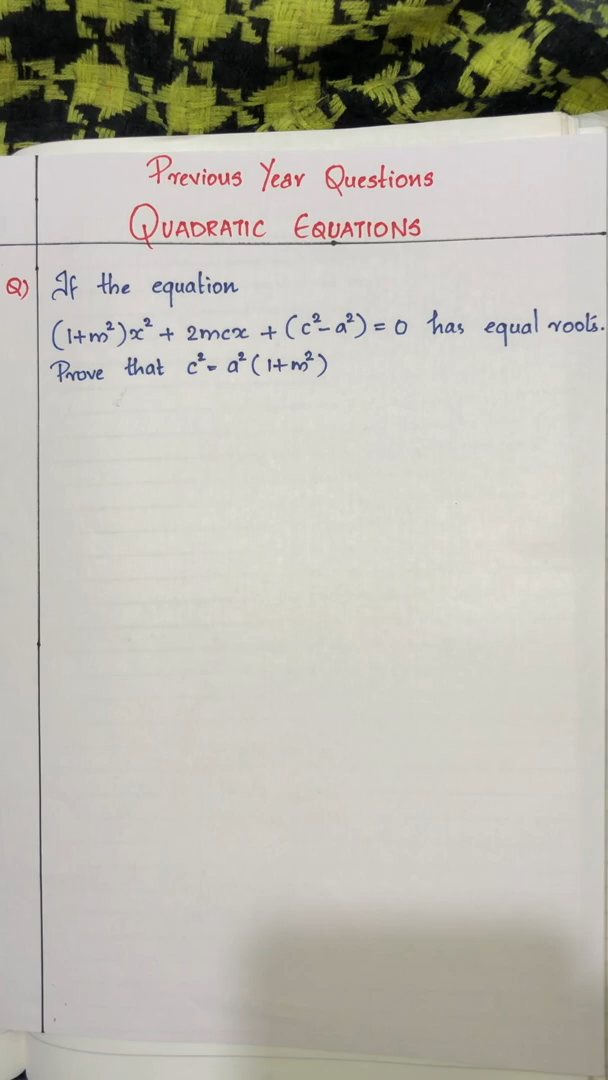 Previous Year Questions
QUADRATIC EQUATIONS
Q) If the equation
(1+m²)x² + 2mcx + (c²-a²) = 0 has equal roots.
Prove that c² = a² (1+m²)